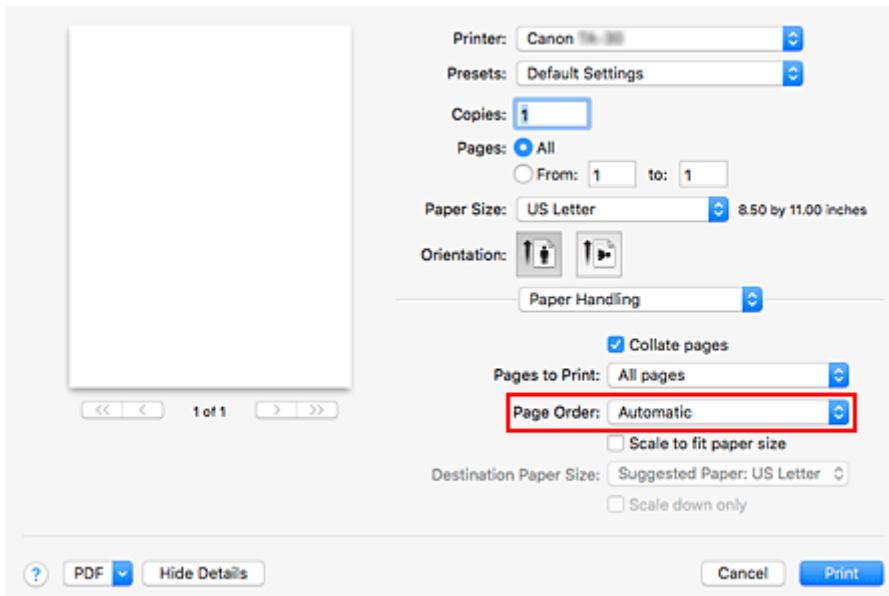 Printer: Canon
Presets: Default Settings
Copies: 1
Pages: All
From: 1 to: 1
Paper Size: US Letter 8.50 by 11.00 inches
Orientation:
Paper Handling
Collate pages
Pages to Print: All pages
Page Order: Automatic
Scale to fit paper size
Destination Paper Size: Suggested Paper: US Letter
Scale down only
<< < 1 of 1 > >>
? PDF Hide Details Cancel Print